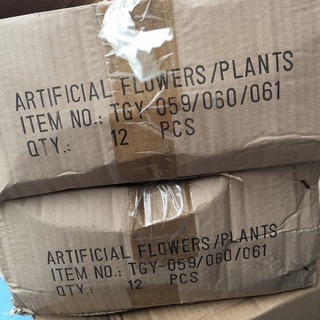 ARTIFICIAL FLOWERS/PLANTS
ITEM NO.: TGY-059/060/061
QTY.: 12 PCS
ARTIFICIAL FLOWERS/PLANTS
ITEM NO.: TGY-059/060/061
QTY.: 12 PCS